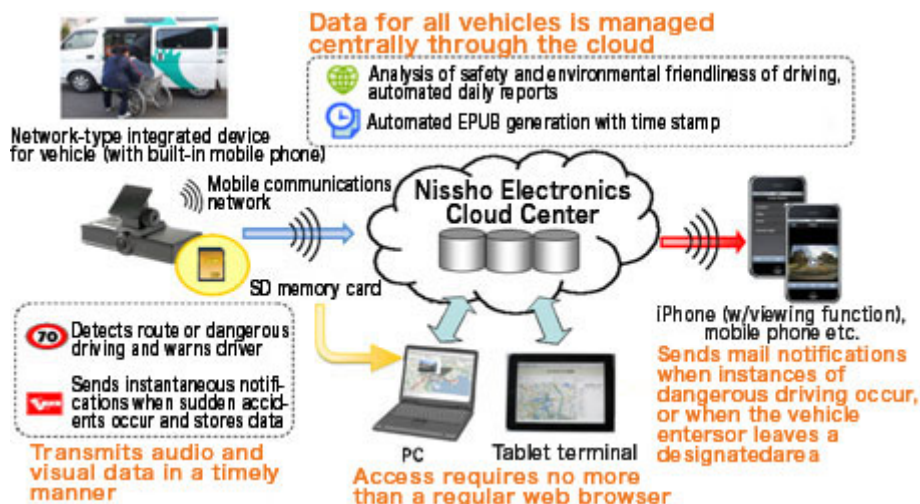 Data for all vehicles is managed
centrally through the cloud
Analysis of safety and environmental friendliness of driving,
automated daily reports
Automated EPUB generation with time stamp
Network-type integrated device
for vehicle (with built-in mobile phone)
Mobile communications
network
Nissho Electronics
Cloud Center
SD memory card
70 Detects route or dangerous
driving and warns driver
Sends instantaneous notifi-
cations when sudden accid-
ents occur and stores data
Transmits audio and
visual data in a timely
manner
PC
Tablet terminal
Access requires no more
than a regular web browser
iPhone (w/viewing function),
mobile phone etc.
Sends mail notifications
when instances of
dangerous driving occur,
or when the vehicle
entersor leaves a
designatedarea